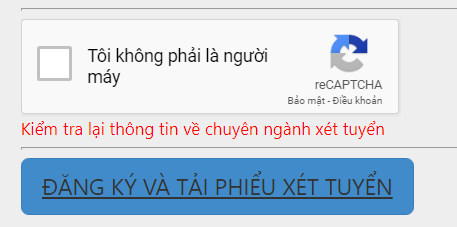 Tôi không phải là người
máy
reCAPTCHA
Bảo mật - Điều khoản
Kiểm tra lại thông tin về chuyên ngành xét tuyển
ĐĂNG KÝ VÀ TẢI PHIẾU XÉT TUYỂN